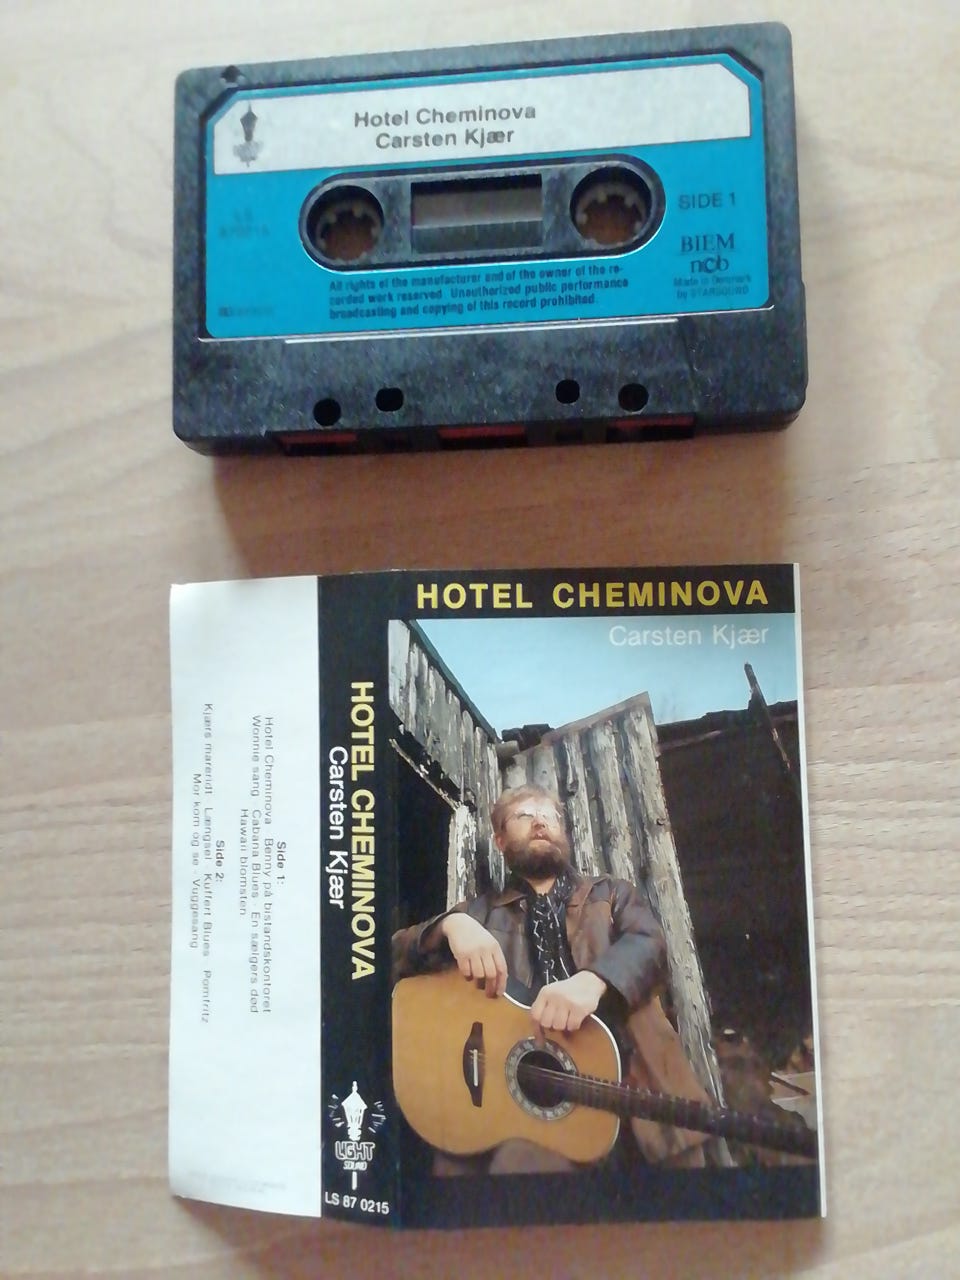 Hotel Cheminova
Carsten Kjær
SIDE 1
LS
870215
BIEM
ncb
Made in Denmark
by STARSOUND
All rights of the manufacturer and of the owner of the re-
corded work reserved. Unauthorized public performance
broadcasting and copying of this record prohibited.
HOTEL CHEMINOVA
Carsten Kjær
HOTEL CHEMINOVA
Carsten Kjær
LIGHT
SOUND
LS 87 0215
Side 1:
Hotel Cheminova · Benny på bistandskontoret
Wonnie sang · Cabana Blues · En sælgers død
Hawaii blomsten
Side 2:
Kjærs mareridt · Længsel · Kuffert Blues · Pomfritz
Mor kom og se · Vuggesang